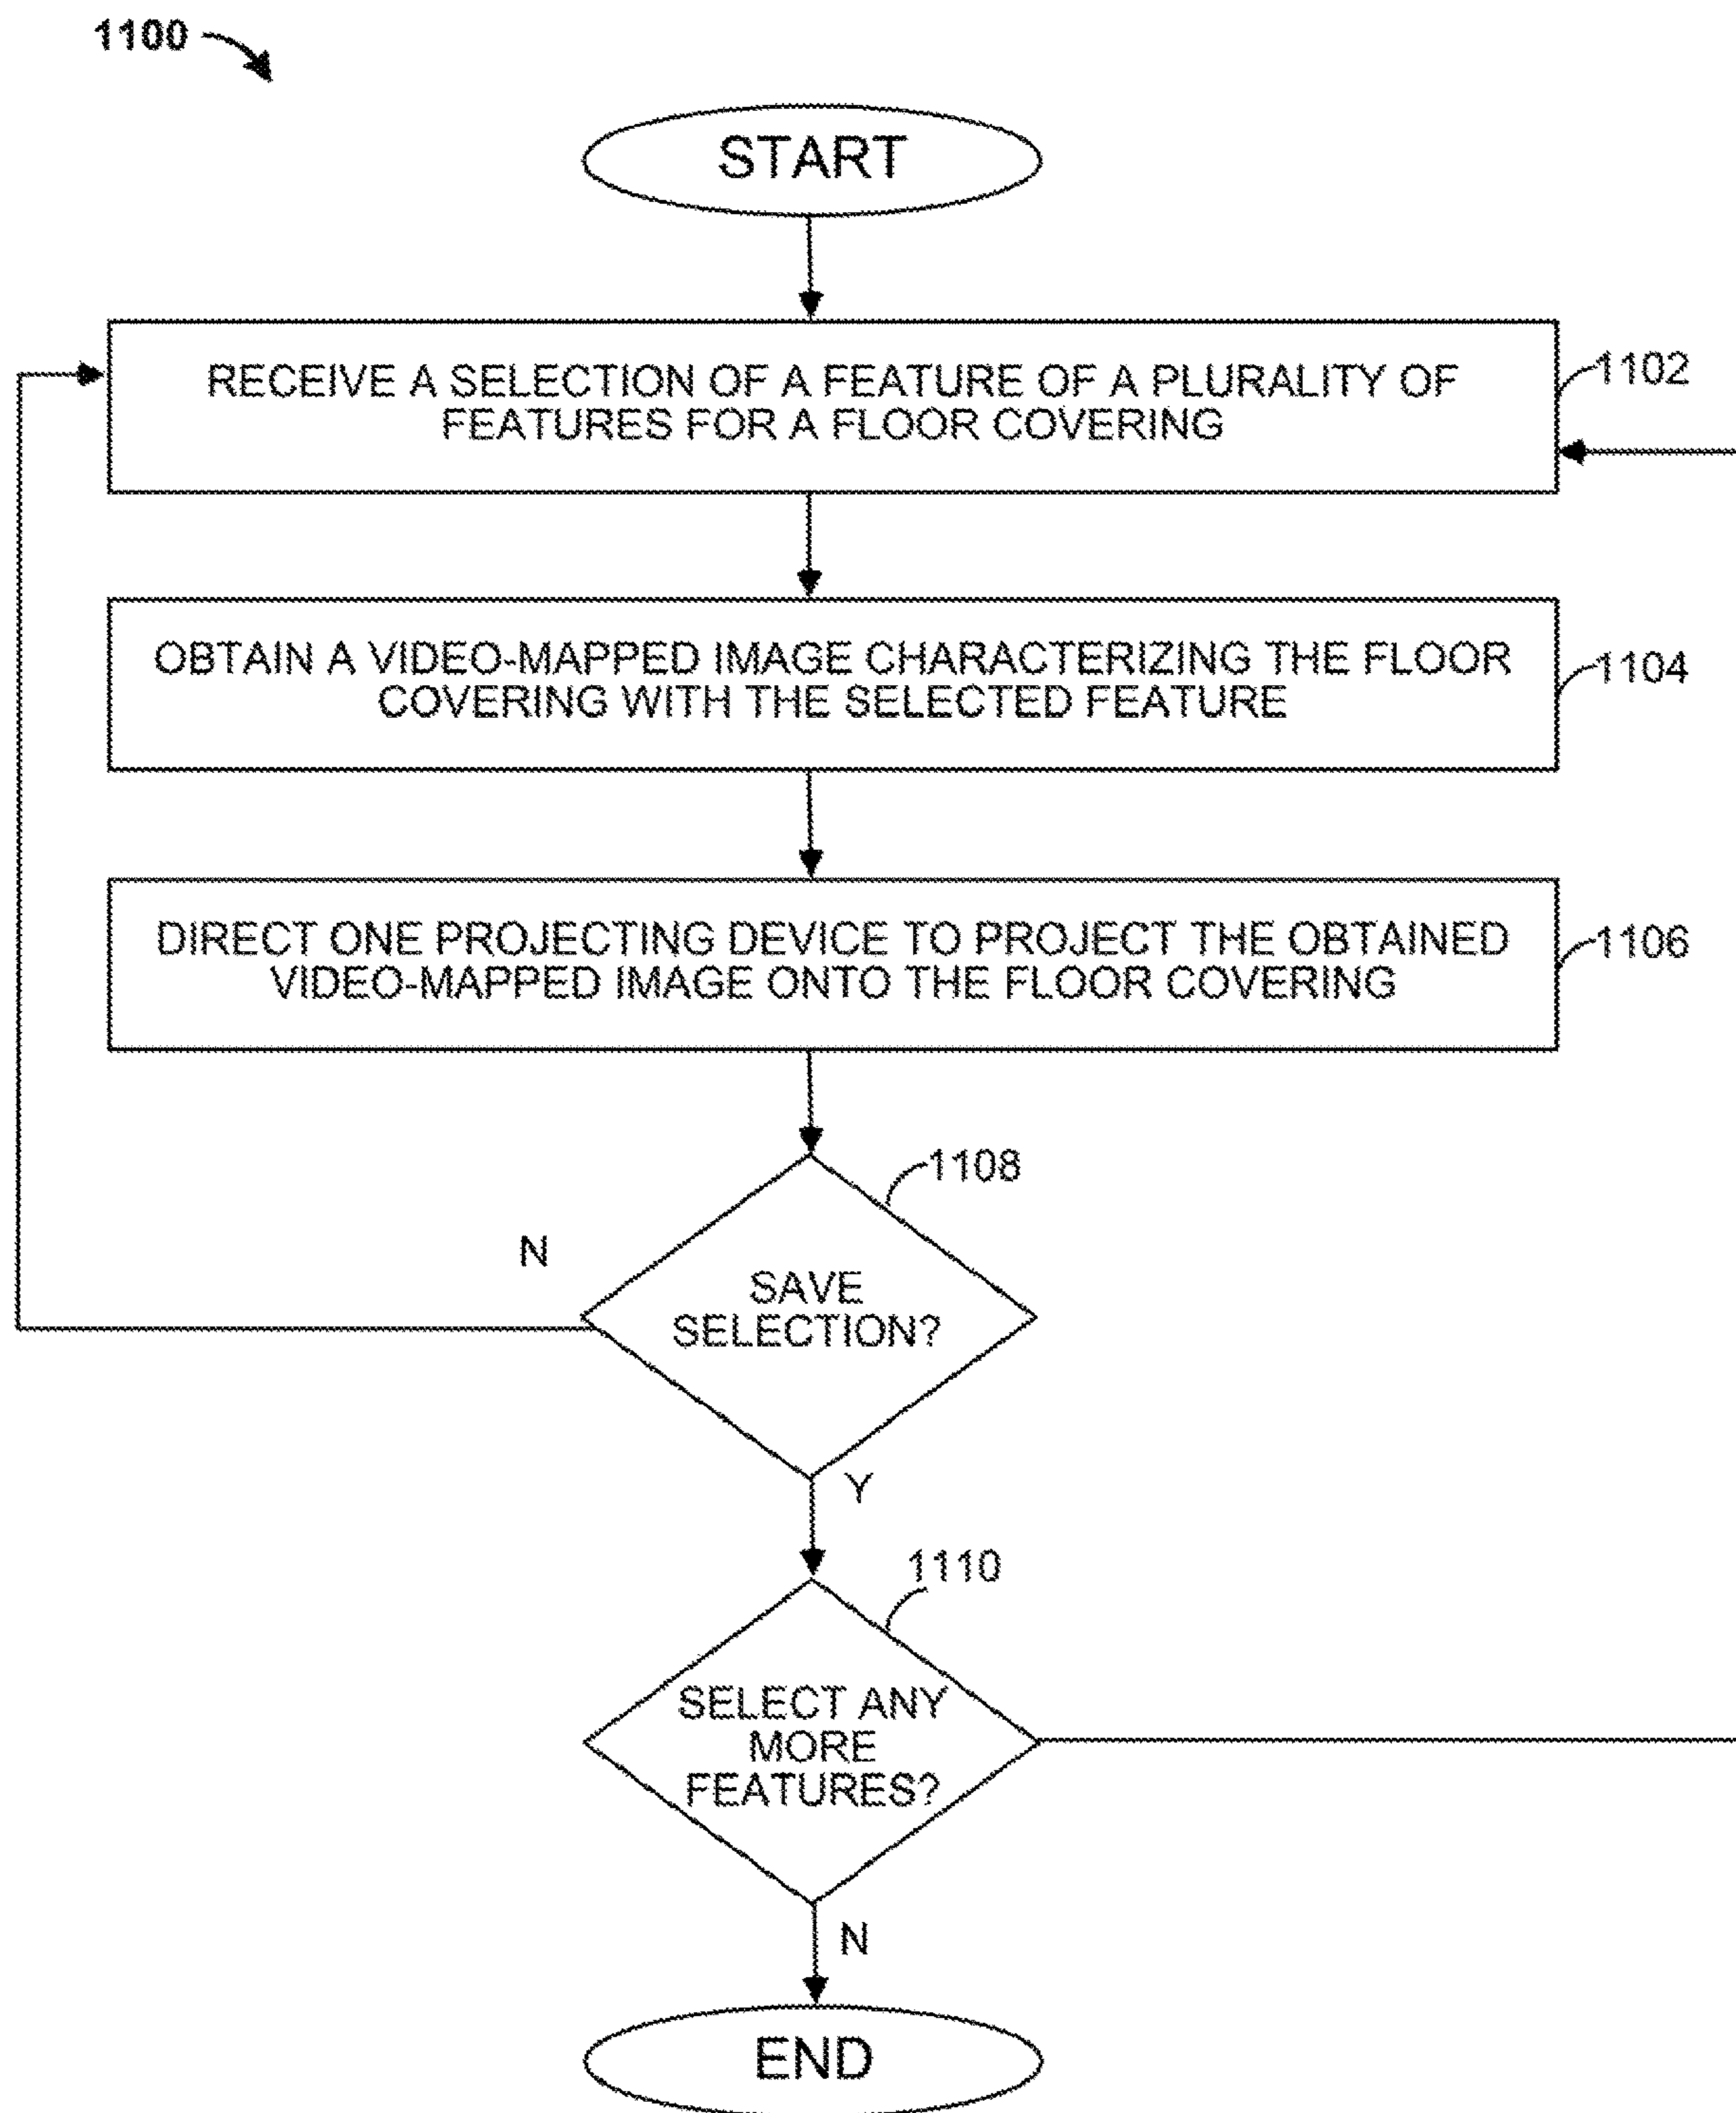 1100
START
RECEIVE A SELECTION OF A FEATURE OF A PLURALITY OF
FEATURES FOR A FLOOR COVERING
1102
OBTAIN A VIDEO-MAPPED IMAGE CHARACTERIZING THE FLOOR
COVERING WITH THE SELECTED FEATURE
1104
DIRECT ONE PROJECTING DEVICE TO PROJECT THE OBTAINED
VIDEO-MAPPED IMAGE ONTO THE FLOOR COVERING
1106
1108
N
SAVE
SELECTION?
Y
1110
SELECT ANY
MORE
FEATURES?
N
END